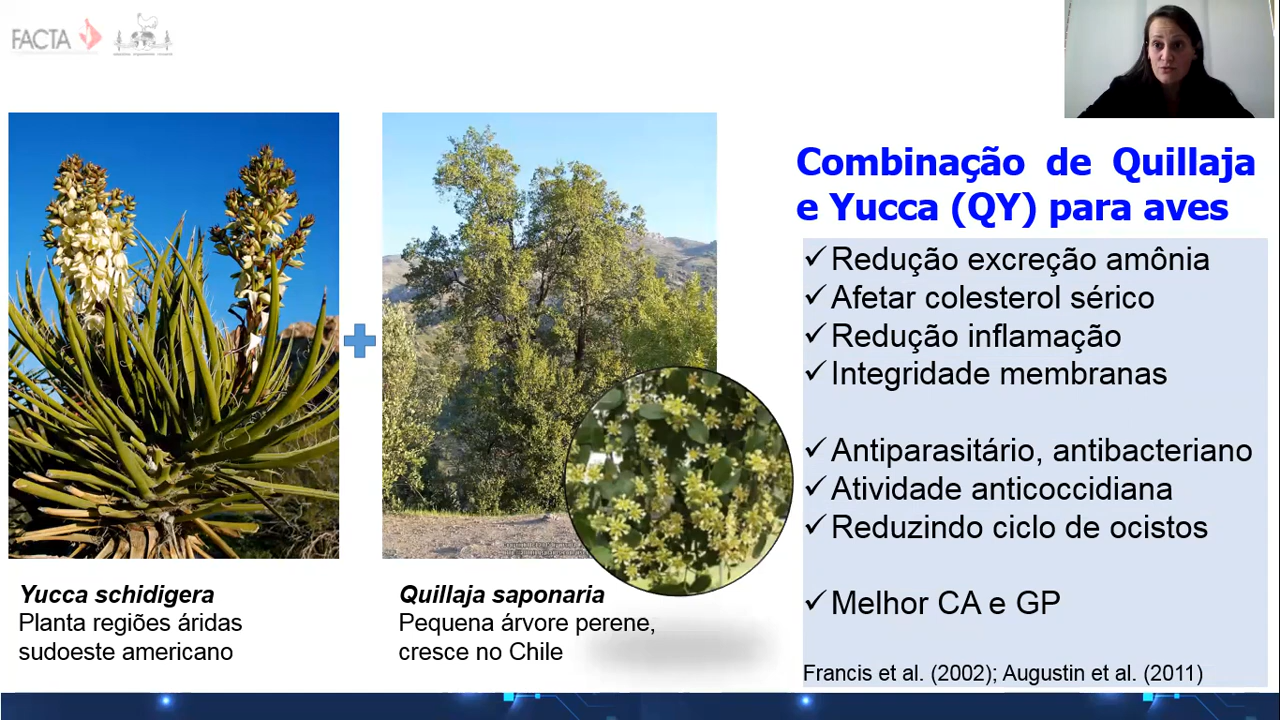 FACTA
Combinação de Quillaja
e Yucca (QY) para aves
Redução excreção amônia
Afetar colesterol sérico
Redução inflamação
Integridade membranas
Antiparasitário, antibacteriano
Atividade anticoccidiana
Reduzindo ciclo de ocistos
Melhor CA e GP
Francis et al. (2002); Augustin et al. (2011)
Yucca schidigera
Planta regiões áridas
sudoeste americano
Quillaja saponaria
Pequena árvore perene,
cresce no Chile